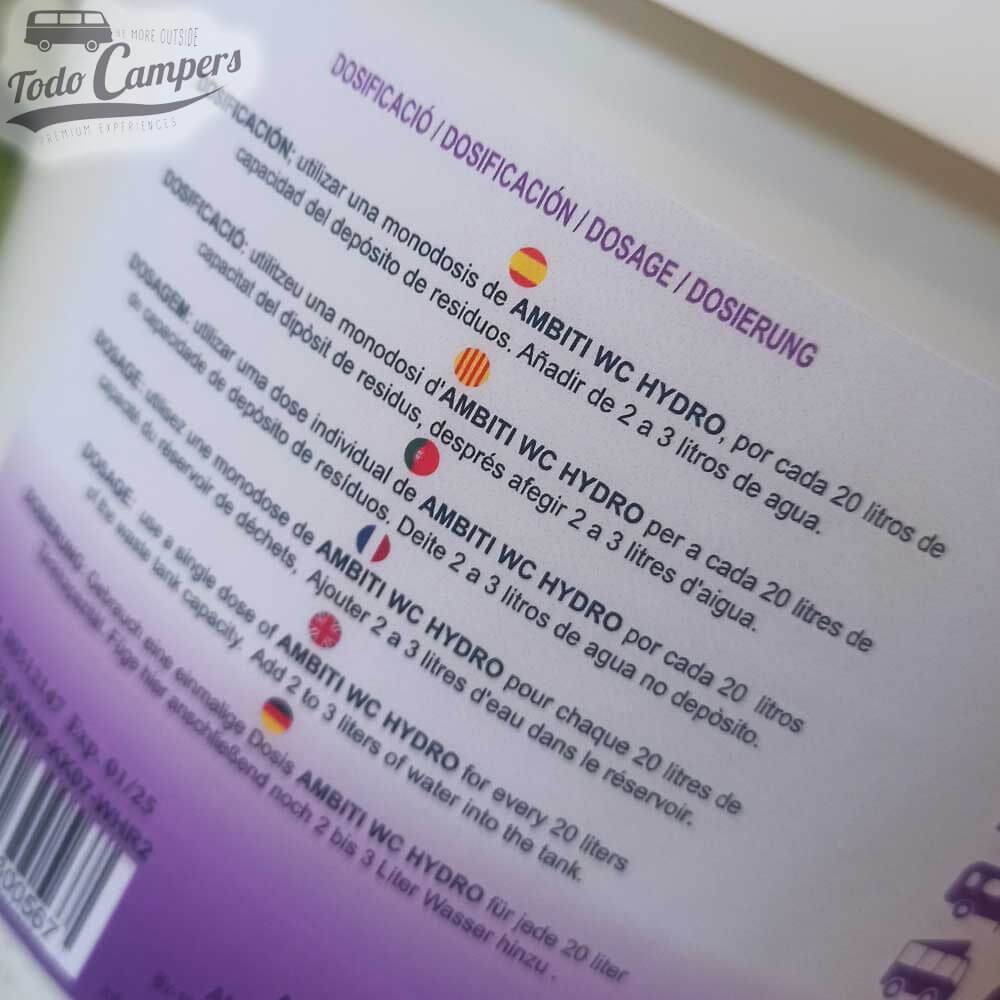 BE MORE OUTSIDE
Todo Campers
PREMIUM EXPERIENCES
DOSIFICACIÓ / DOSIFICACIÓN / DOSAGE / DOSIERUNG
DOSIFICACIÓN; utilizar una monodosis de AMBITI WC HYDRO, por cada 20 litros de
capacidad del depósito de residuos. Añadir de 2 a 3 litros de agua.
DOSIFICACIÓ: utilitzeu una monodosi d'AMBITI WC HYDRO per a cada 20 litres de
capacitat del dipòsit de residus, després afegir 2 a 3 litres d'aigua.
DOSAGEM: utilizar uma dose individual de AMBITI WC HYDRO por cada 20 litros
de capacidade de depósito de resíduos. Deite 2 a 3 litros de agua no depòsito.
DOSAGE: utilisez une monodose de AMBITI WC HYDRO pour chaque 20 litres de
capacité du réservoir de déchets, Ajouter 2 a 3 litres d'eau dans le réservoir.
DOSAGE: use a single dose of AMBITI WC HYDRO for every 20 liters
of the waste tank capacity. Add 2 to 3 liters of water into the tank.
DOSIERUNG: Gebrauch eine einmalige Dosis AMBITI WC HYDRO für jede 20 liter
Tankkapazität. Füge hier anschließend noch 2 bis 3 Liter Wasser hinzu .
Exp. 01/25